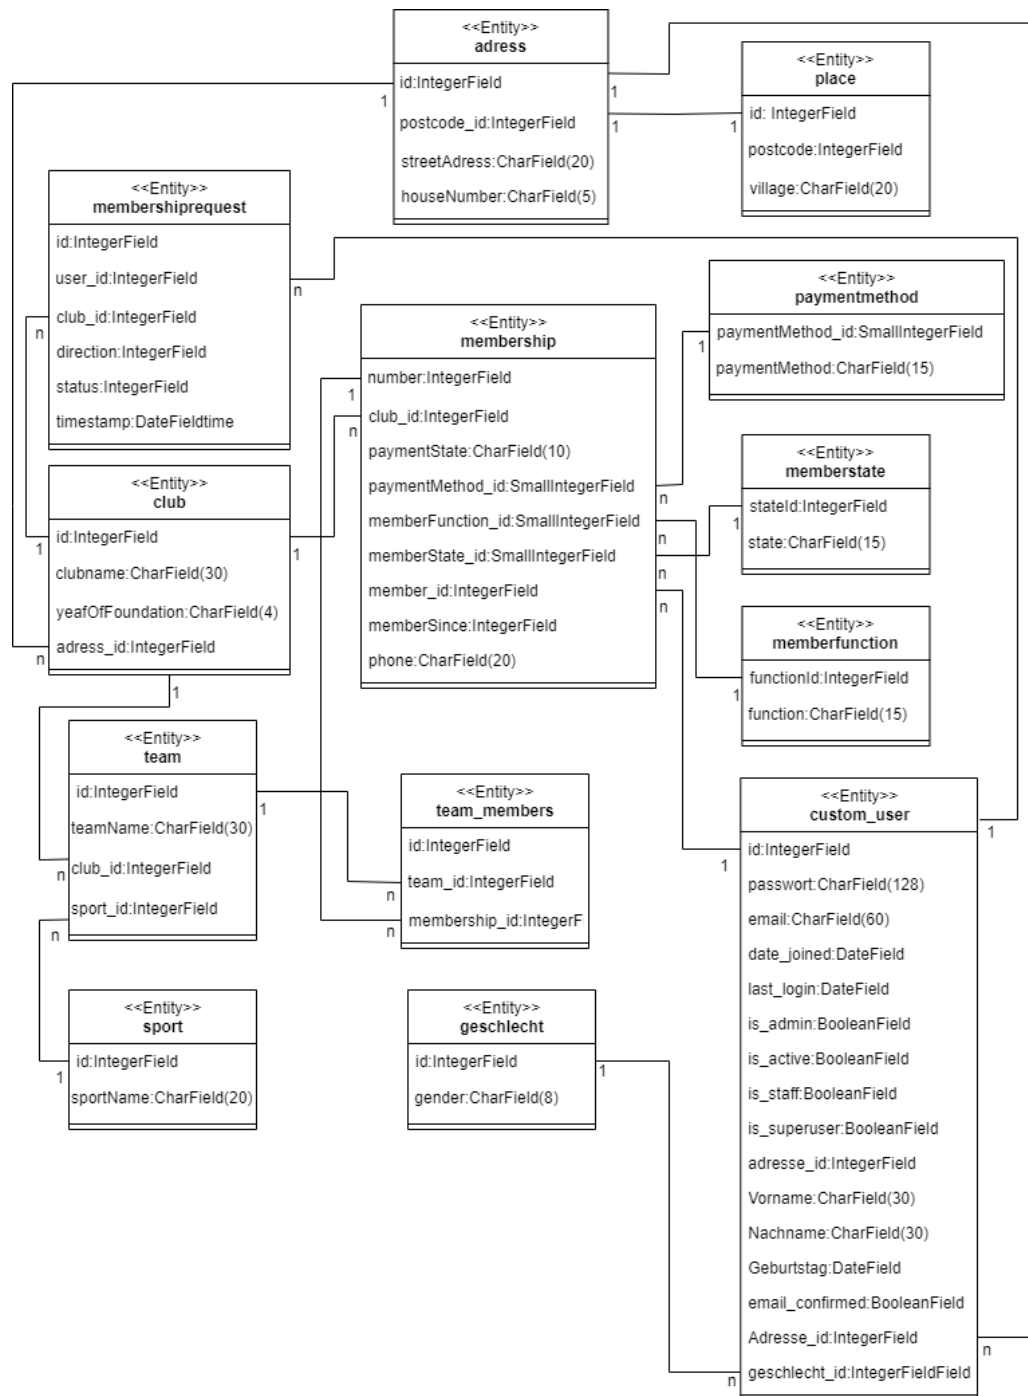 <<Entity>>
adress
id:IntegerField
postcode_id:IntegerField
streetAdress:CharField(20)
houseNumber:CharField(5)
1
1
1
<<Entity>>
place
id: IntegerField
postcode:IntegerField
village:CharField(20)
1
<<Entity>>
membershiprequest
id:IntegerField
user_id:IntegerField
club_id:IntegerField
direction:IntegerField
status:IntegerField
timestamp:DateFieldtime
n
n
<<Entity>>
membership
number:IntegerField
club_id:IntegerField
paymentState:CharField(10)
paymentMethod_id:SmallIntegerField
memberFunction_id:SmallIntegerField
memberState_id:SmallIntegerField
member_id:IntegerField
memberSince:IntegerField
phone:CharField(20)
1
n
n
n
n
n
<<Entity>>
paymentmethod
paymentMethod_id:SmallIntegerField
paymentMethod:CharField(15)
1
<<Entity>>
memberstate
stateId:IntegerField
state:CharField(15)
1
<<Entity>>
club
id:IntegerField
clubname:CharField(30)
yeafOfFoundation:CharField(4)
adress_id:IntegerField
1
1
n
1
<<Entity>>
memberfunction
functionId:IntegerField
function:CharField(15)
1
<<Entity>>
team
id:IntegerField
teamName:CharField(30)
club_id:IntegerField
sport_id:IntegerField
1
n
n
<<Entity>>
team_members
id:IntegerField
team_id:IntegerField
membership_id:IntegerF
n
n
<<Entity>>
custom_user
id:IntegerField
passwort:CharField(128)
email:CharField(60)
date_joined:DateField
last_login:DateField
is_admin:BooleanField
is_active:BooleanField
is_staff:BooleanField
is_superuser:BooleanField
adresse_id:IntegerField
Vorname:CharField(30)
Nachname:CharField(30)
Geburtstag:DateField
email_confirmed:BooleanField
Adresse_id:IntegerField
geschlecht_id:IntegerFieldField
1
1
n
n
<<Entity>>
sport
id:IntegerField
sportName:CharField(20)
1
<<Entity>>
geschlecht
id:IntegerField
gender:CharField(8)
1